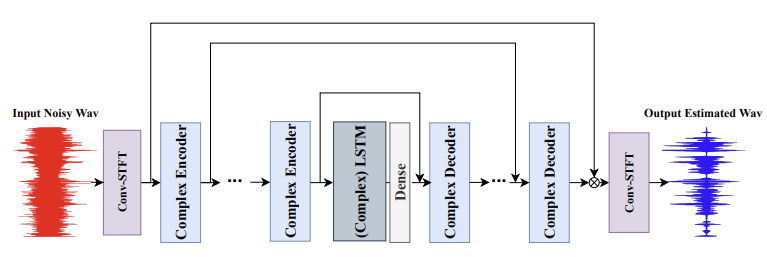 Input Noisy Wav
Conv-STFT
Complex Encoder
...
Complex Encoder
(Complex) LSTM
Dense
Complex Decoder
...
Complex Decoder
Conv-STFT
Output Estimated Wav